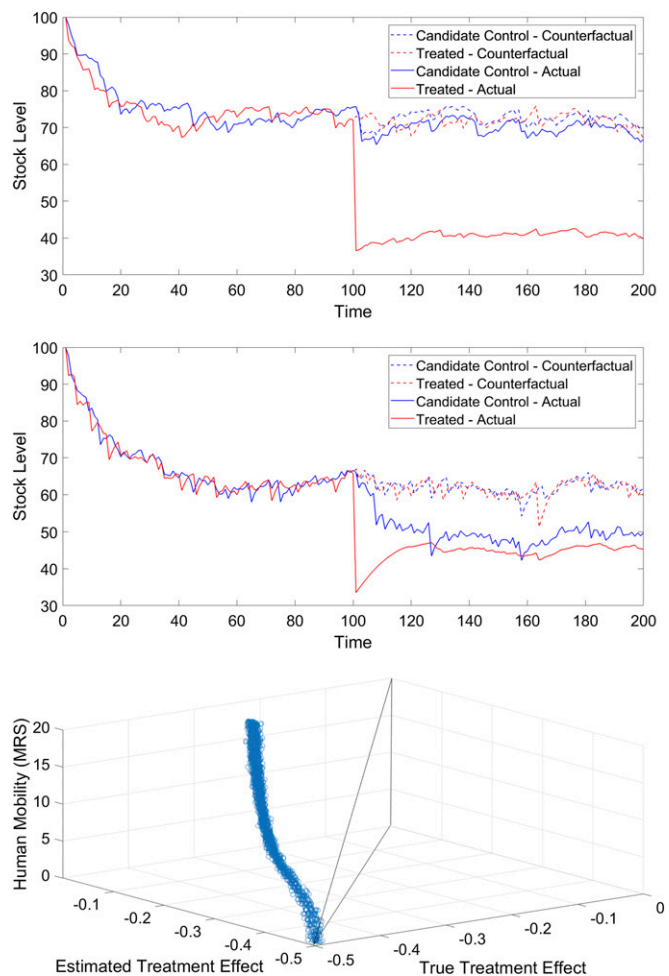 100
90
80
70
60
50
40
30
Stock Level
Candidate Control - Counterfactual
Treated - Counterfactual
Candidate Control - Actual
Treated - Actual
0 20 40 60 80 100 120 140 160 180 200
Time
100
90
80
70
60
50
40
30
Stock Level
Candidate Control - Counterfactual
Treated - Counterfactual
Candidate Control - Actual
Treated - Actual
0 20 40 60 80 100 120 140 160 180 200
Time
Human Mobility (MRS)
20
15
10
5
0
-0.1 -0.2 -0.3 -0.4 -0.5
Estimated Treatment Effect
-0.5 -0.4 -0.3 -0.2 -0.1 0
True Treatment Effect